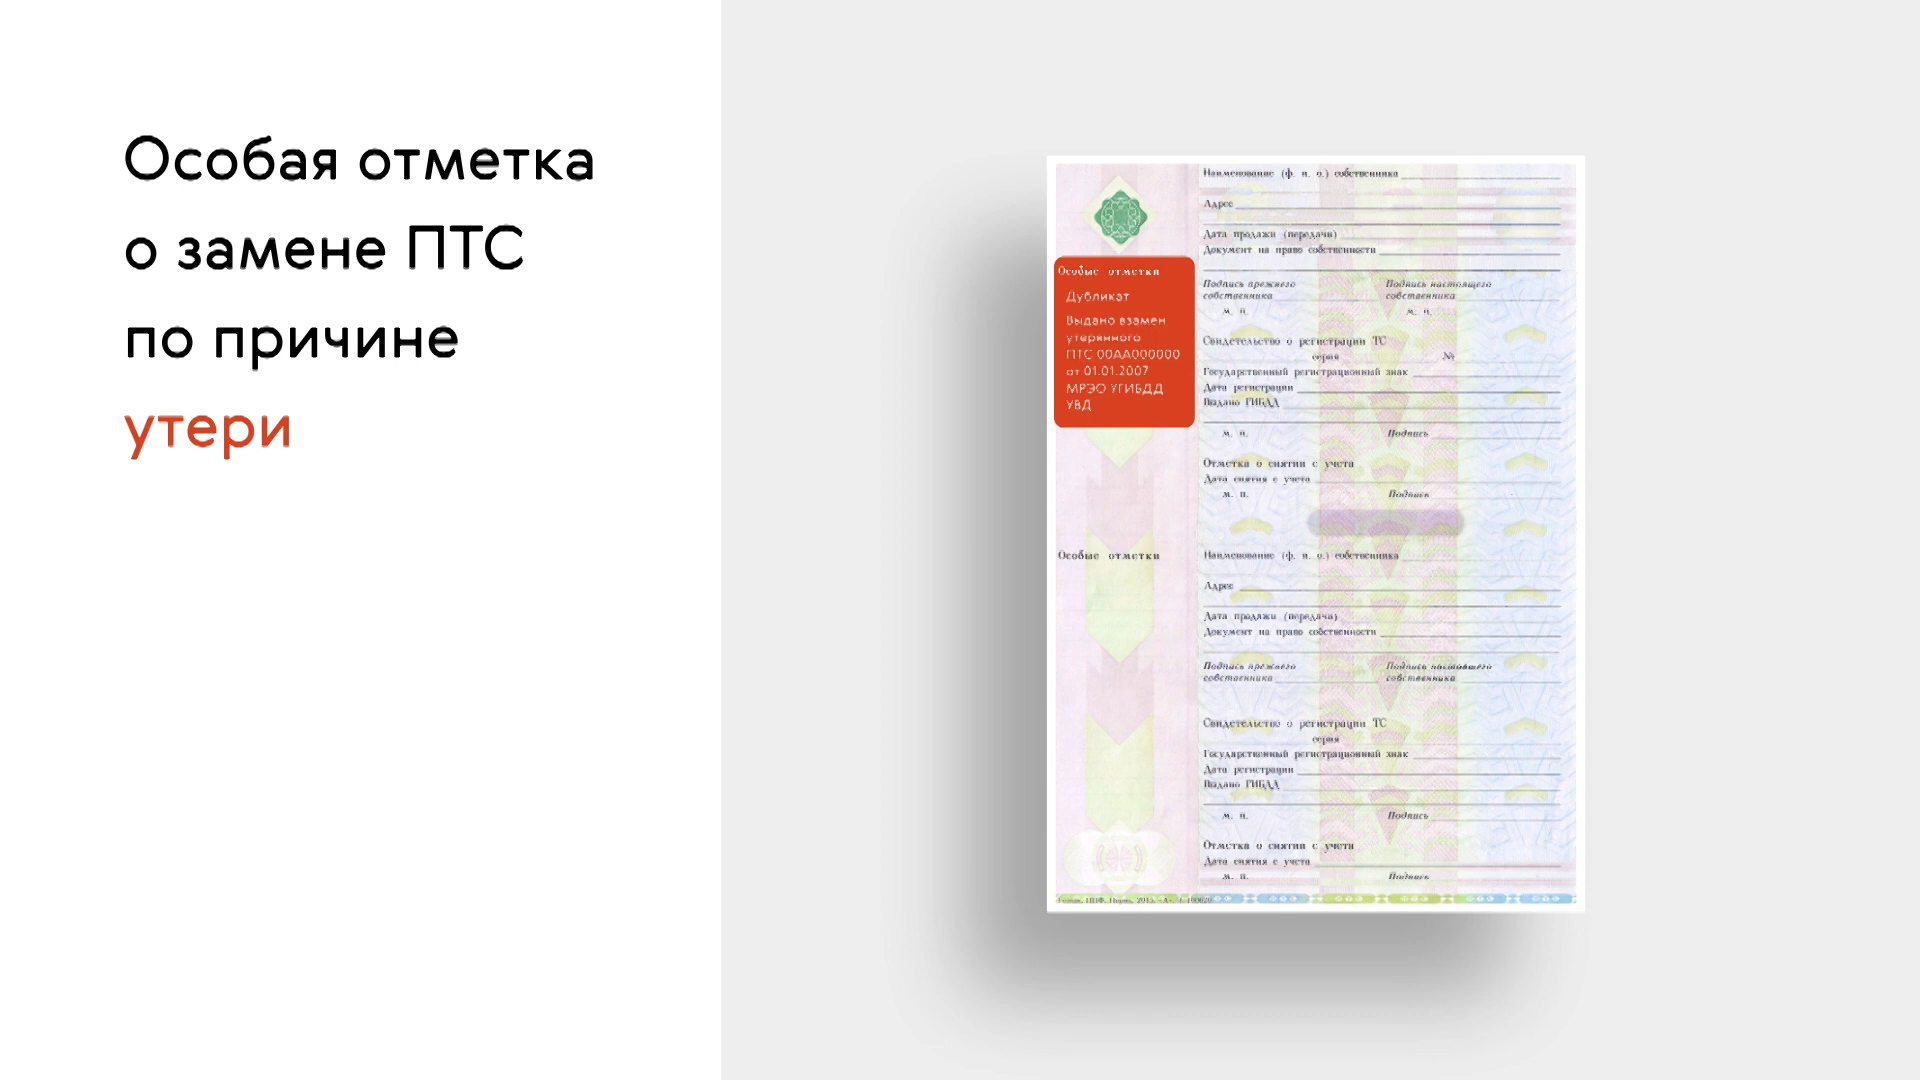 Особая отметка
о замене ПТС
по причине
утери
Особые отметки
Дубликат
Выдано взамен
утерянного
ПТС 00АА000000
от 01.01.2007
МРЭО УГИБДД
УВД
Особые отметки
Наименование (ф. и. о.) собственника
Адрес
Дата продажи (передачи)
Документ на право собственности
Подпись прежнего собственника
Подпись настоящего собственника
м. п.
м. п.
Свидетельство о регистрации ТС
серия №
Государственный регистрационный знак
Дата регистрации
Выдано ГИБДД
м. п. Подпись
Отметка о снятии с учета
Дата снятия с учета
м. п. Подпись
Наименование (ф. и. о.) собственника
Адрес
Дата продажи (передачи)
Документ на право собственности
Подпись прежнего собственника
Подпись настоящего собственника
Свидетельство о регистрации ТС
серия
Государственный регистрационный знак
Дата регистрации
Выдано ГИБДД
м. п. Подпись
Отметка о снятии с учета
Дата снятия с учета
м. п. Подпись